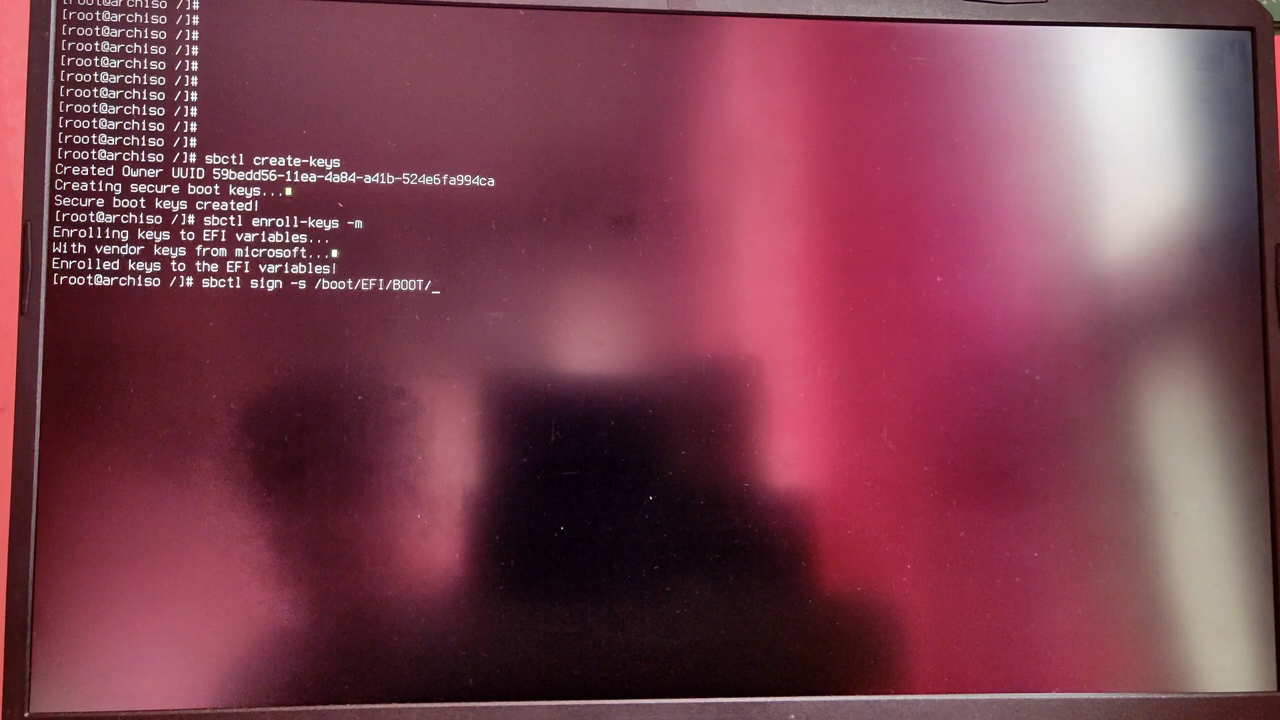 [root@archiso /]#
[root@archiso /]#
[root@archiso /]#
[root@archiso /]#
[root@archiso /]#
[root@archiso /]#
[root@archiso /]#
[root@archiso /]#
[root@archiso /]#
[root@archiso /]#
[root@archiso /]# sbctl create-keys
Created Owner UUID 59bedd56-11ea-4a84-a41b-524e6fa994ca
Creating secure boot keys...
Secure boot keys created!
[root@archiso /]# sbctl enroll-keys -m
Enrolling keys to EFI variables...
With vendor keys from microsoft...
Enrolled keys to the EFI variables!
[root@archiso /]# sbctl sign -s /boot/EFI/BOOT/_